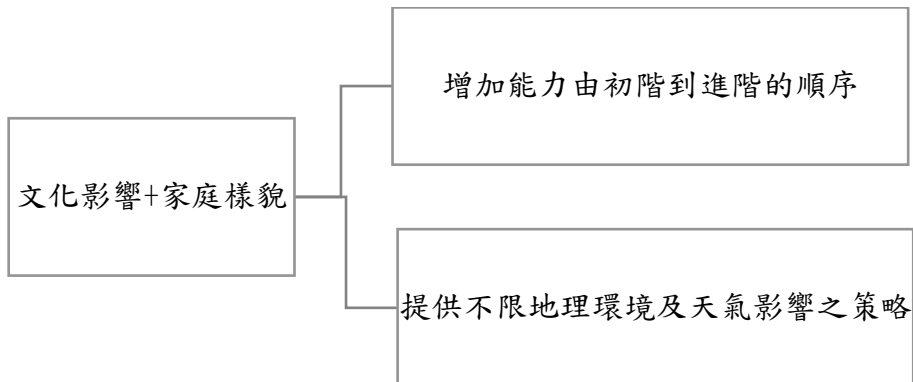 增加能力由初階到進階的順序
文化影響+家庭樣貌
提供不限地理環境及天氣影響之策略